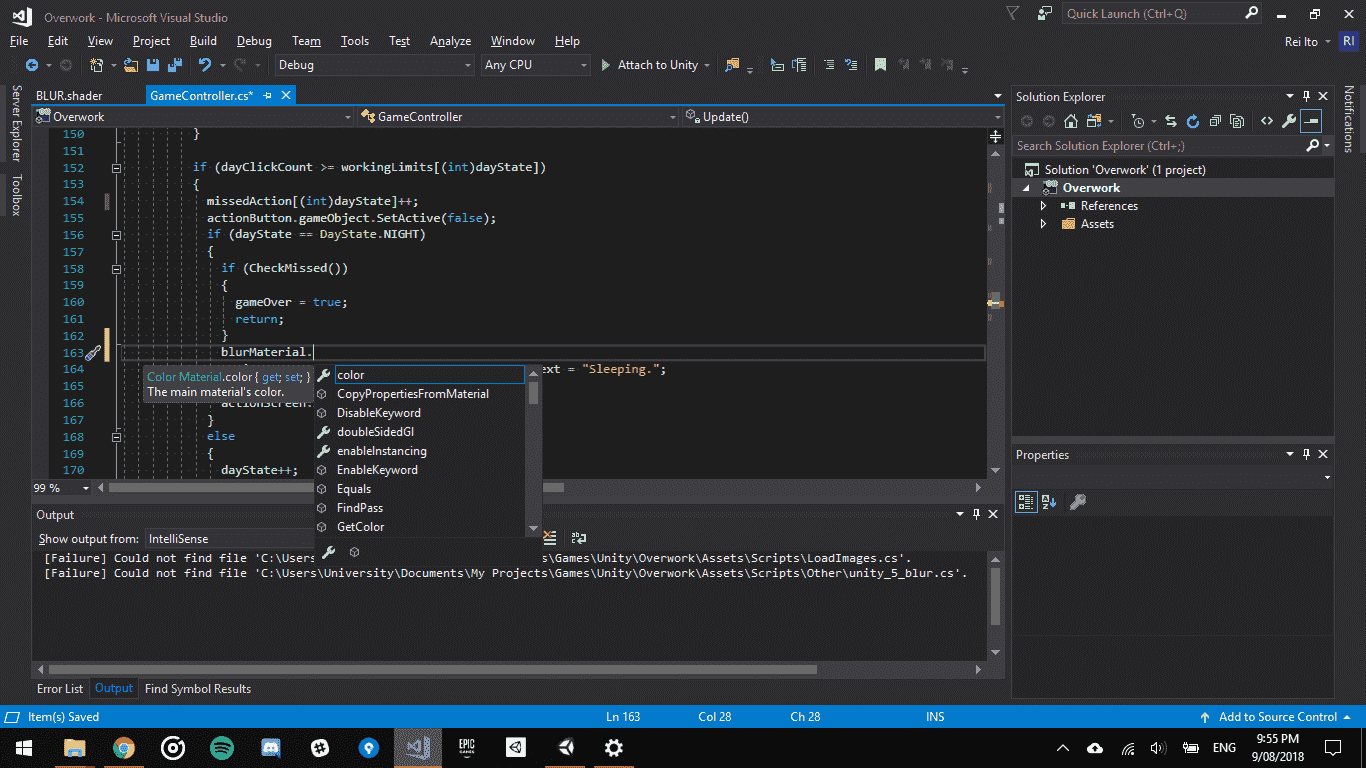 Overwork - Microsoft Visual Studio
Quick Launch (Ctrl+Q)
File Edit View Project Build Debug Team Tools Test Analyze Window Help
Rei Ito RI
Debug Any CPU Attach to Unity
Server Explorer
Toolbox
BLUR.shader GameController.cs*
Overwork GameController Update()
150 }
151
152 if (dayClickCount >= workingLimits[(int)dayState])
153 {
154 missedAction[(int)dayState]++;
155 actionButton.gameObject.SetActive(false);
156 if (dayState == DayState.NIGHT)
157 {
158 if (CheckMissed())
159 {
160 gameOver = true;
161 return;
162 }
163 blurMaterial.
164 ext = "Sleeping.";
165
166 actionScreen.
167 }
168 else
169 {
170 dayState++;
Color Material.color { get; set; }
The main material's color.
color
CopyPropertiesFromMaterial
DisableKeyword
doubleSidedGI
enableInstancing
EnableKeyword
Equals
FindPass
GetColor
99 %
Output
Show output from: IntelliSense
[Failure] Could not find file 'C:\Users s\Games\Unity\Overwork\Assets\Scripts\LoadImages.cs'.
[Failure] Could not find file 'C:\Users\University\Documents\My Projects\Games\Unity\Overwork\Assets\Scripts\Other\unity_5_blur.cs'.
Error List Output Find Symbol Results
Solution Explorer
Search Solution Explorer (Ctrl+;)
Solution 'Overwork' (1 project)
Overwork
References
Assets
Properties
Notifications
Item(s) Saved Ln 163 Col 28 Ch 28 INS Add to Source Control
EPIC
GAMES
ENG
9:55 PM
9/08/2018